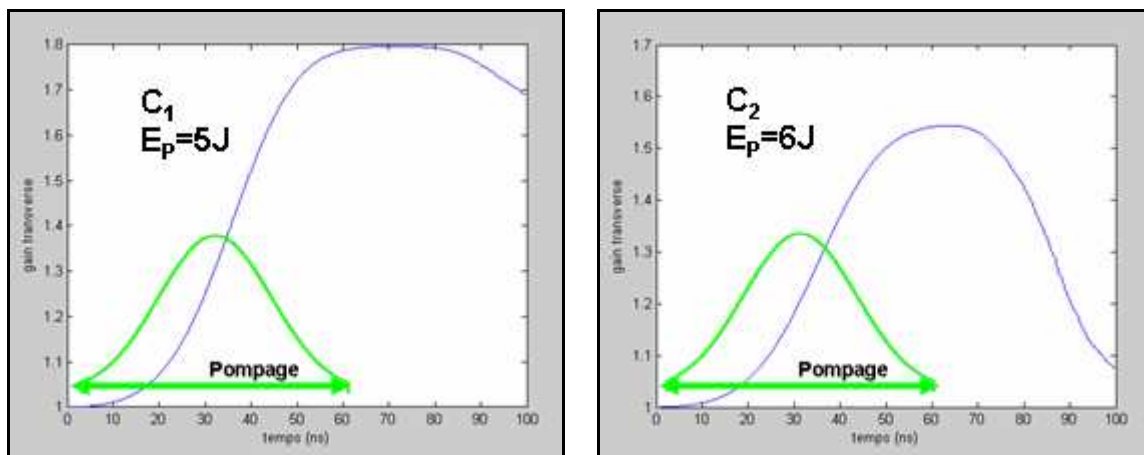 1.8
1.7
1.6
1.5
1.4
1.3
1.2
1.1
1
gain transverse
C1
EP=5J
Pompage
0 10 20 30 40 50 60 70 80 90 100
temps (ns)
1.7
1.6
1.5
1.4
1.3
1.2
1.1
1
gain transverse
C2
EP=6J
Pompage
0 10 20 30 40 50 60 70 80 90 100
temps (ns)